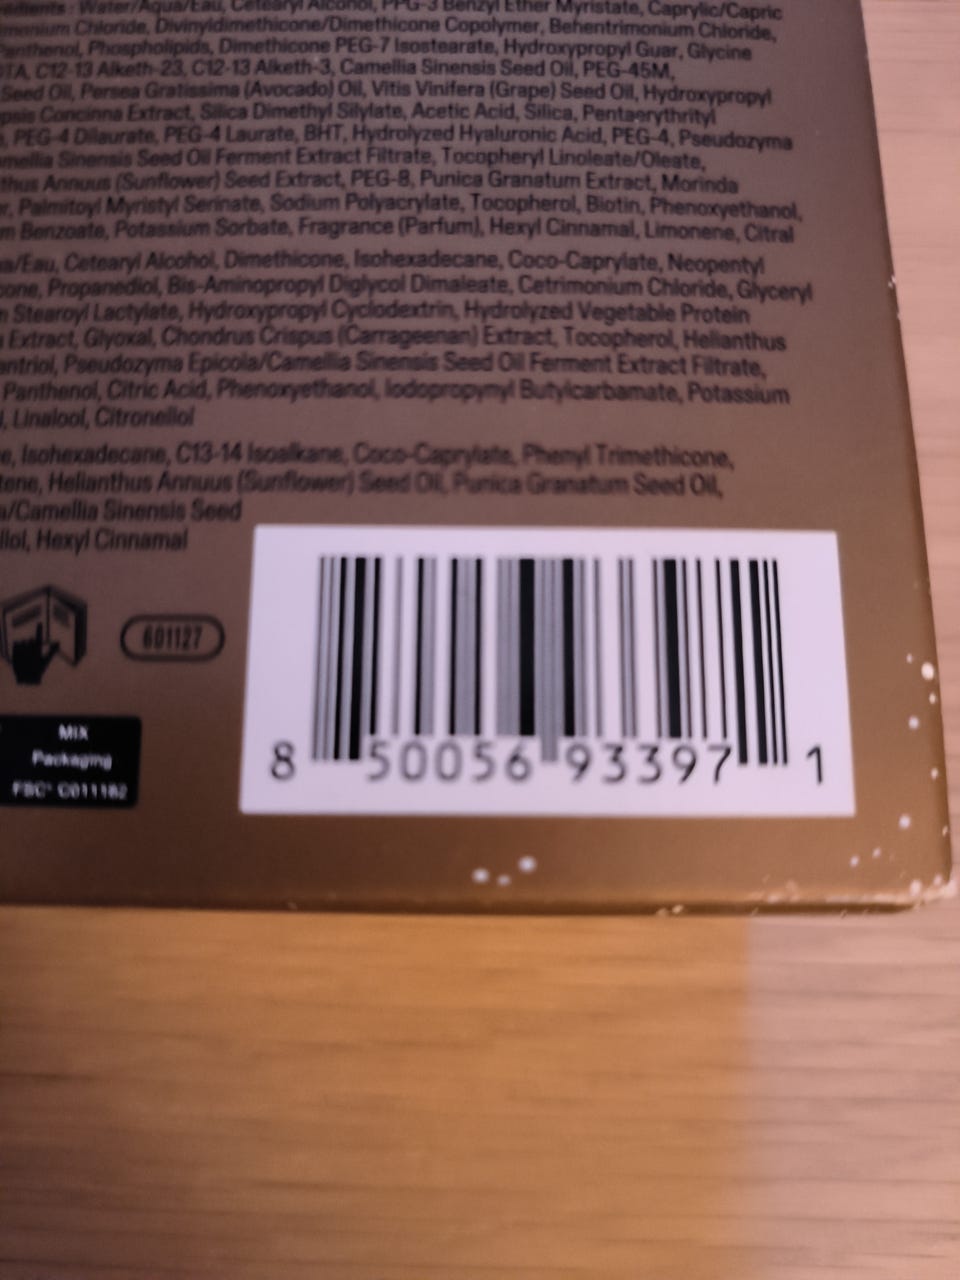 Water/Aqua/Eau, Cetearyl Alcohol, PPG-3 Benzyl Ether Myristate, Caprylic/Capric
Chloride, Divinyldimethicone/Dimethicone Copolymer, Behentrimonium Chloride,
Panthenol, Phospholipids, Dimethicone PEG-7 Isostearate, Hydroxypropyl Guar, Glycine
C12-13 Alketh-23, C12-13 Alketh-3, Camellia Sinensis Seed Oil, PEG-45M,
Seed Oil, Persea Gratissima (Avocado) Oil, Vitis Vinifera (Grape) Seed Oil, Hydroxypropyl
Concinna Extract, Silica Dimethyl Silylate, Acetic Acid, Silica, Pentaerythrityl
PEG-4 Dilaurate, PEG-4 Laurate, BHT, Hydrolyzed Hyaluronic Acid, PEG-4, Pseudozyma
Sinensis Seed Oil Ferment Extract Filtrate, Tocopheryl Linoleate/Oleate,
Annuus (Sunflower) Seed Extract, PEG-8, Punica Granatum Extract, Morinda
Palmitoyl Myristyl Serinate, Sodium Polyacrylate, Tocopherol, Biotin, Phenoxyethanol,
Benzoate, Potassium Sorbate, Fragrance (Parfum), Hexyl Cinnamal, Limonene, Citral
/Eau, Cetearyl Alcohol, Dimethicone, Isohexadecane, Coco-Caprylate, Neopentyl
Propanediol, Bis-Aminopropyl Diglycol Dimaleate, Cetrimonium Chloride, Glyceryl
Stearoyl Lactylate, Hydroxypropyl Cyclodextrin, Hydrolyzed Vegetable Protein
Extract, Glyoxal, Chondrus Crispus (Carrageenan) Extract, Tocopherol, Helianthus
Pseudozyma Epicola/Camellia Sinensis Seed Oil Ferment Extract Filtrate,
Panthenol, Citric Acid, Phenoxyethanol, Iodopropynyl Butylcarbamate, Potassium
Linalool, Citronellol
Isohexadecane, C13-14 Isoalkane, Coco-Caprylate, Phenyl Trimethicone,
Helianthus Annuus (Sunflower) Seed Oil, Punica Granatum Seed Oil,
/Camellia Sinensis Seed
Hexyl Cinnamal
601127
MIX
Packaging
FSC® C011182
8 50056 93397 1